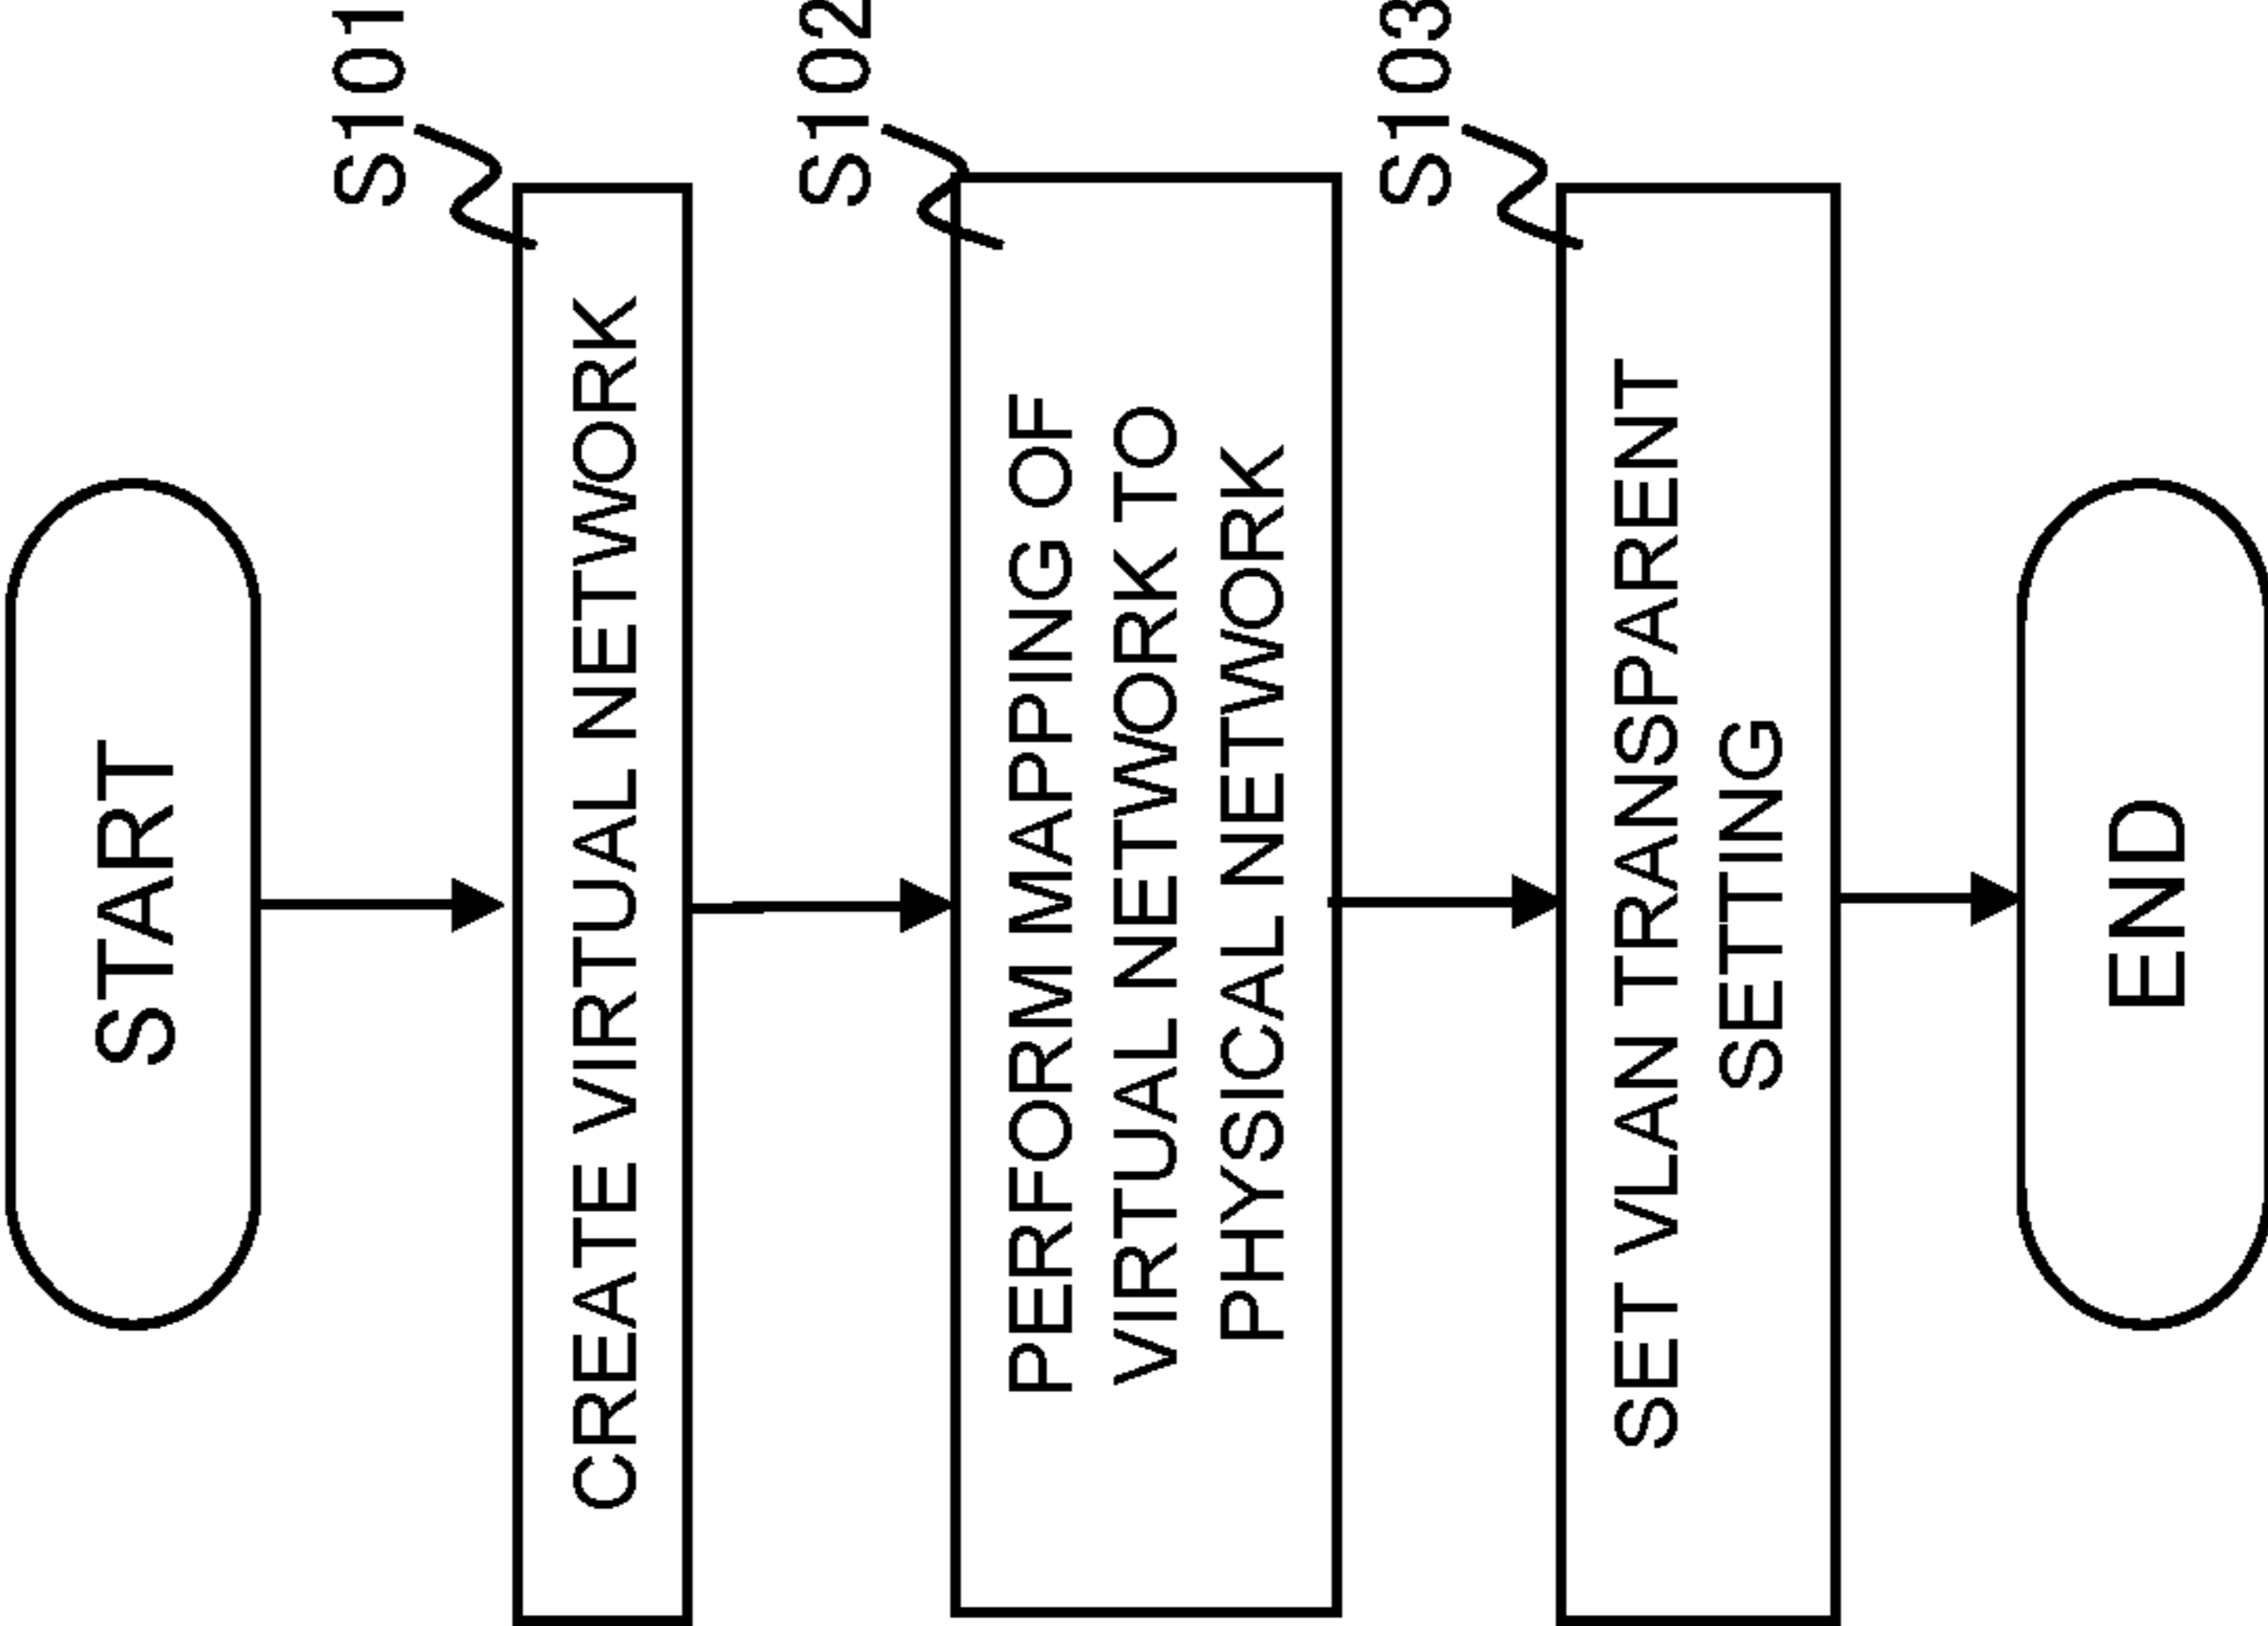 START
S101
CREATE VIRTUAL NETWORK
S102
PERFORM MAPPING OF
VIRTUAL NETWORK TO
PHYSICAL NETWORK
S103
SET VLAN TRANSPARENT
SETTING
END